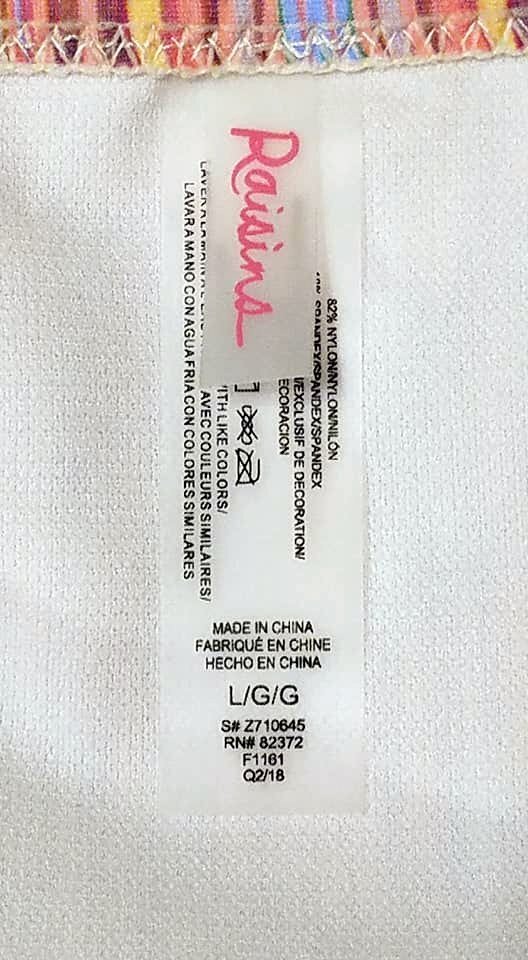 Raisins
82% NYLON/NYLON/NILÓN
SPANDEX/SPANDEX/SPANDEX
/EXCLUSIF DE DECORATION/
ECORACION
ITH LIKE COLORS/
AVEC COULEURS SIMILAIRES/
LAVARA MANO CON AGUA FRIA CON COLORES SIMILARES
MADE IN CHINA
FABRIQUÉ EN CHINE
HECHO EN CHINA
L/G/G
S# Z710645
RN# 82372
F1161
Q2/18